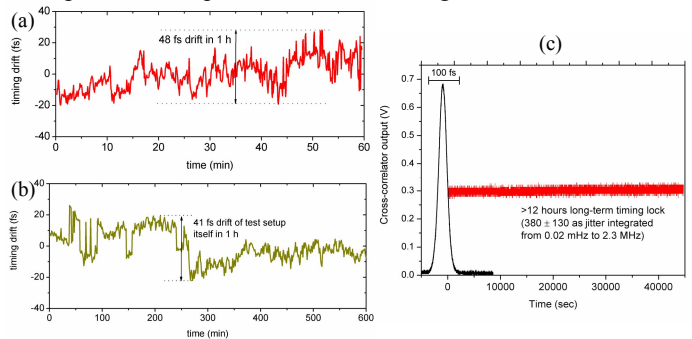 (a)
timing drift (fs)
40
20
0
-20
-40
48 fs drift in 1 h
0 10 20 30 40 50 60
time (min)
(b)
timing drift (fs)
40
20
0
-20
-40
41 fs drift of test setup
itself in 1 h
0 100 200 300 400 500 600
time (min)
(c)
100 fs
Cross-correlator output (V)
0.7
0.6
0.5
0.4
0.3
0.2
0.1
0.0
>12 hours long-term timing lock
(380 ± 130 as jitter integrated
from 0.02 mHz to 2.3 MHz)
0 10000 20000 30000 40000
Time (sec)